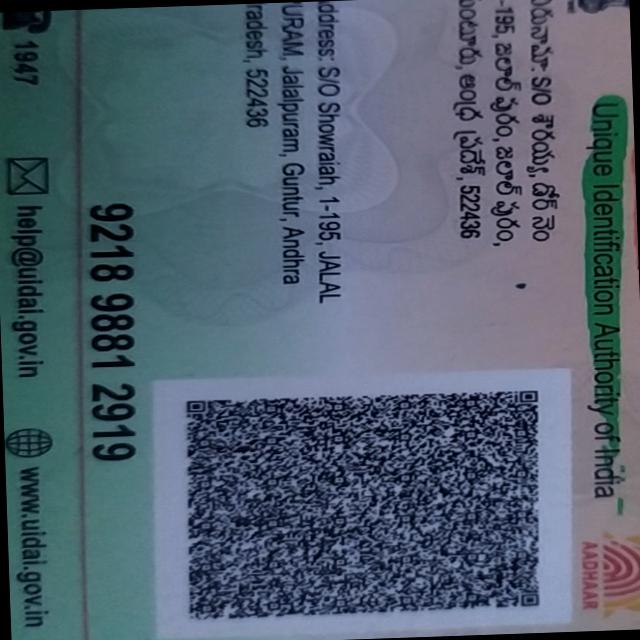 Unique Identification Authority of India
AADHAAR
S/O శౌరయ్య, డోర్ నెం
-195, జలాల్ పురం, జలాల్ పురం,
గుంటూరు, ఆంధ్ర ప్రదేశ్, 522436
ddress: S/O Showraiah, 1-195, JALAL
URAM, Jalalpuram, Guntur, Andhra
radesh, 522436
9218 9881 2919
1947
help@uidai.gov.in
www.uidai.gov.in